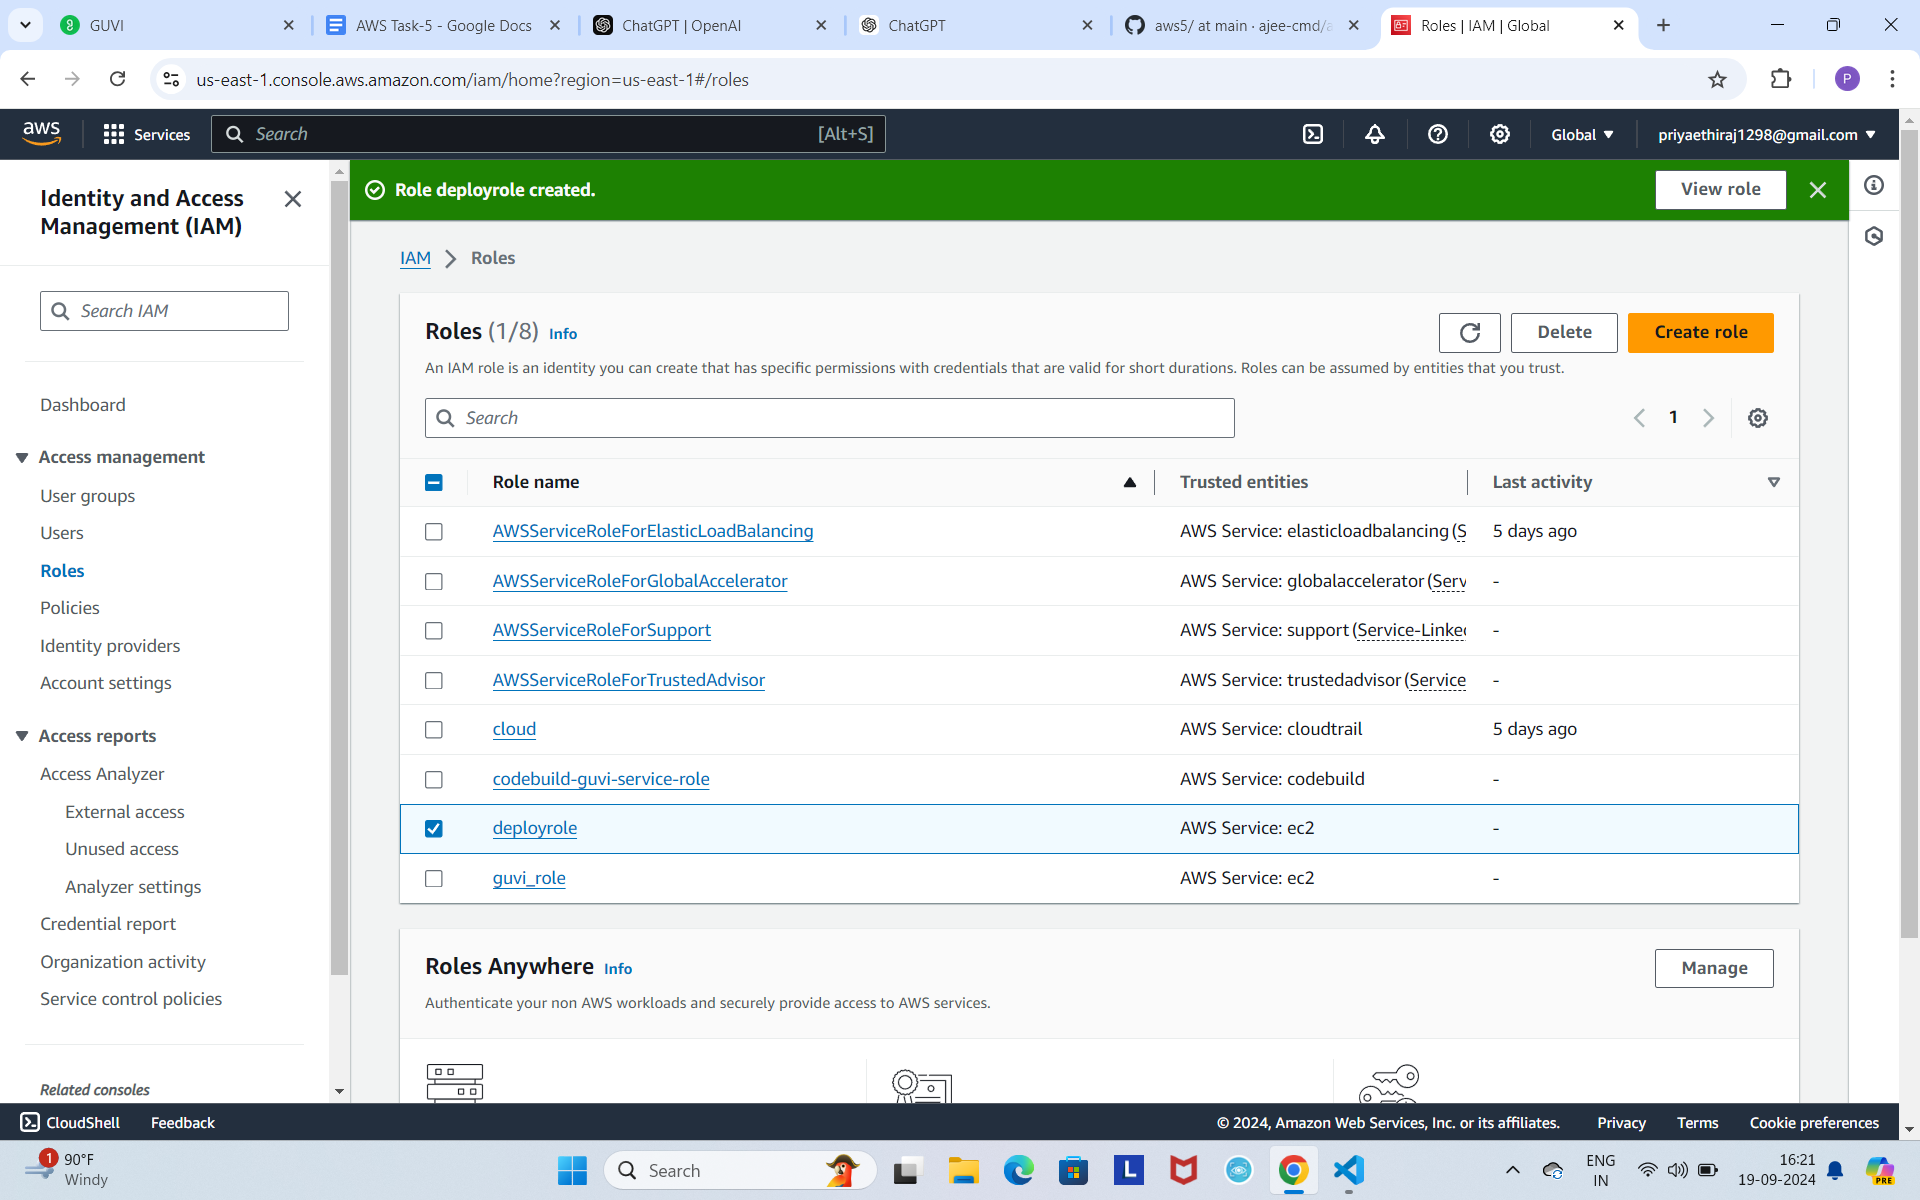 GUVI
AWS Task-5 - Google Docs
ChatGPT | OpenAI
ChatGPT
aws5/ at main · ajee-cmd/a
Roles | IAM | Global
us-east-1.console.aws.amazon.com/iam/home?region=us-east-1#/roles
P
aws
Services
Search
[Alt+S]
Global
priyaethiraj1298@gmail.com
Identity and Access
Management (IAM)
Search IAM
Dashboard
Access management
User groups
Users
Roles
Policies
Identity providers
Account settings
Access reports
Access Analyzer
External access
Unused access
Analyzer settings
Credential report
Organization activity
Service control policies
Related consoles
Role deployrole created.
View role
IAM
Roles
Roles (1/8) Info
Delete
Create role
An IAM role is an identity you can create that has specific permissions with credentials that are valid for short durations. Roles can be assumed by entities that you trust.
Search
1
Role name
Trusted entities
Last activity
AWSServiceRoleForElasticLoadBalancing
AWS Service: elasticloadbalancing (S
5 days ago
AWSServiceRoleForGlobalAccelerator
AWS Service: globalaccelerator (Serv
-
AWSServiceRoleForSupport
AWS Service: support (Service-Linke
-
AWSServiceRoleForTrustedAdvisor
AWS Service: trustedadvisor (Service
-
cloud
AWS Service: cloudtrail
5 days ago
codebuild-guvi-service-role
AWS Service: codebuild
-
deployrole
AWS Service: ec2
-
guvi_role
AWS Service: ec2
-
Roles Anywhere Info
Manage
Authenticate your non AWS workloads and securely provide access to AWS services.
CloudShell
Feedback
© 2024, Amazon Web Services, Inc. or its affiliates.
Privacy
Terms
Cookie preferences
1
90°F
Windy
Search
L
ENG
IN
16:21
19-09-2024
PRE